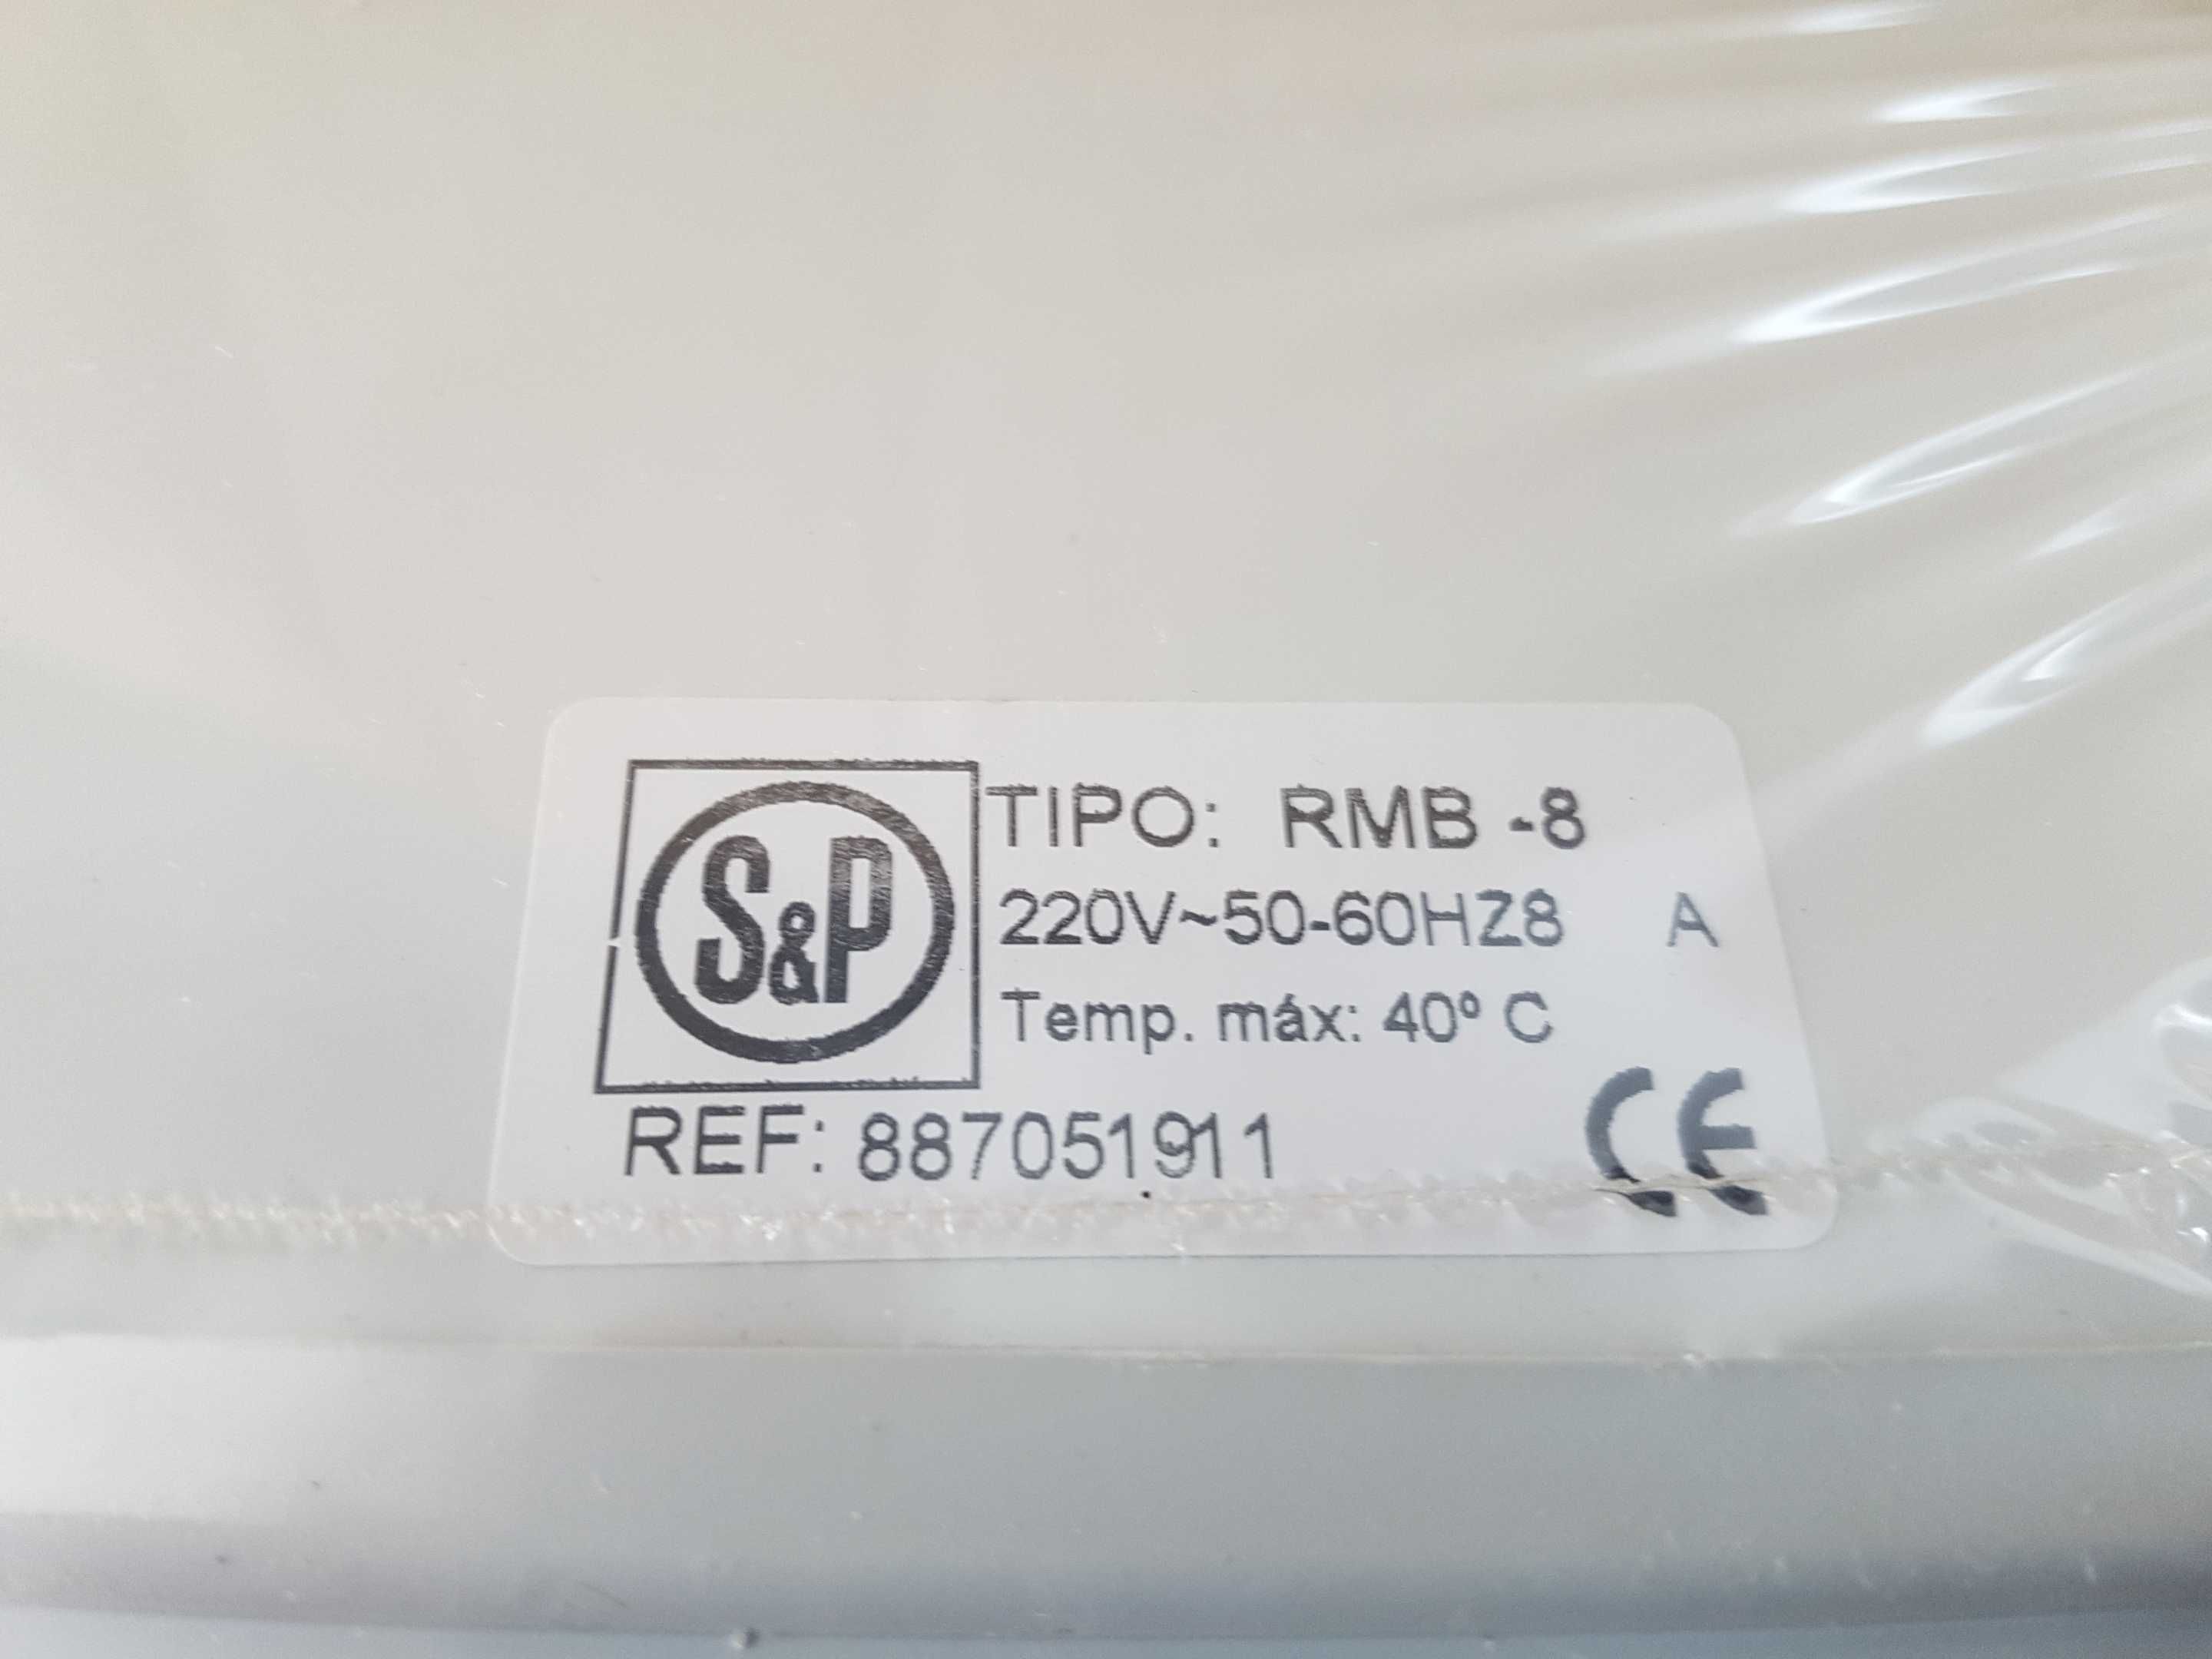 S&P
TIPO: RMB -8
220V~50-60HZ8 A
Temp. máx: 40º C
REF: 887051911
CE